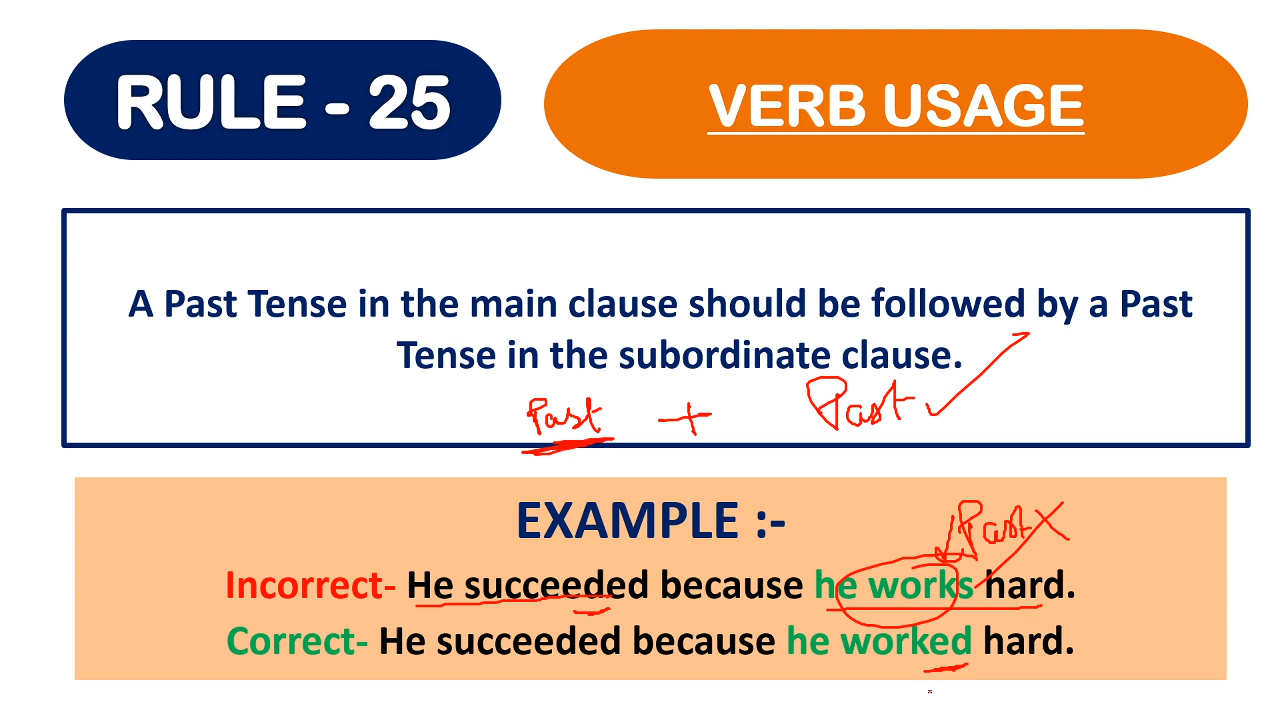 RULE - 25
VERB USAGE
A Past Tense in the main clause should be followed by a Past
Tense in the subordinate clause.
Past + Past
EXAMPLE :-
Past
Incorrect- He succeeded because he works hard.
Correct- He succeeded because he worked hard.